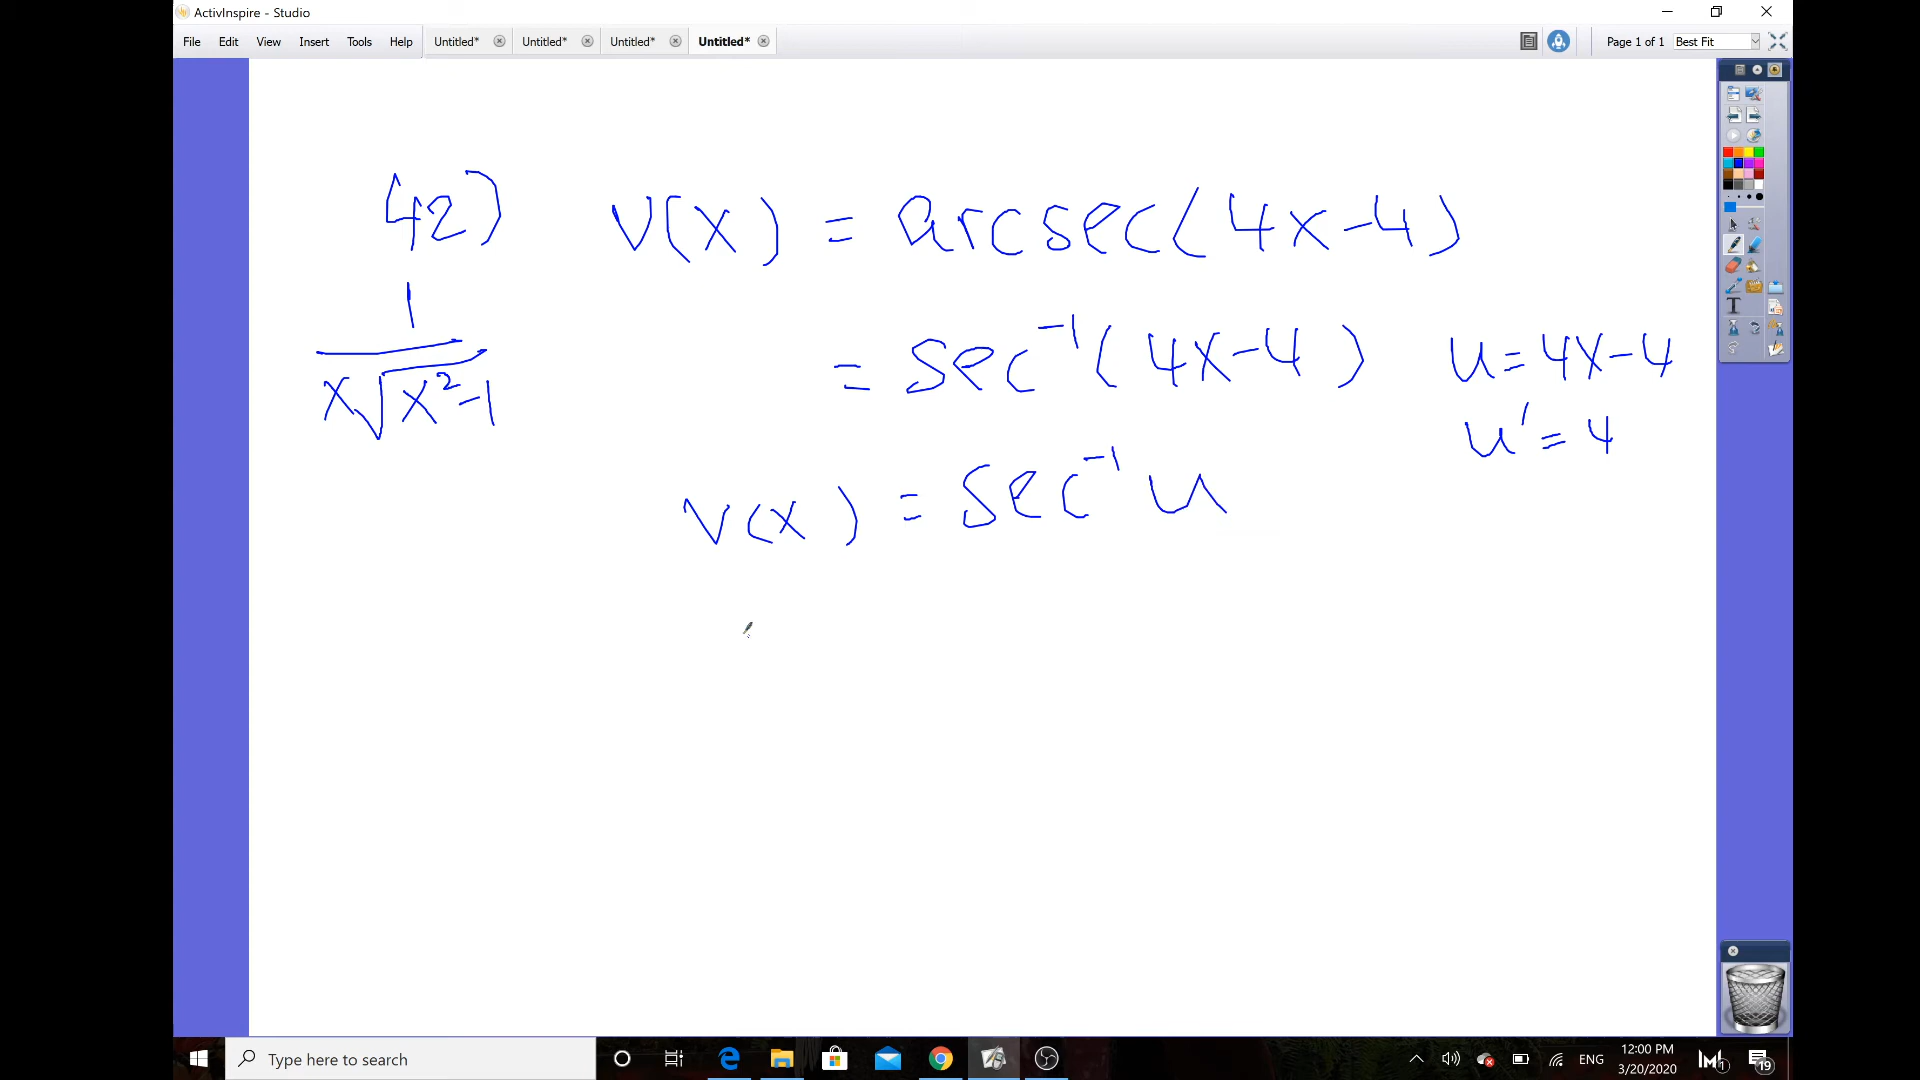 ActivInspire - Studio
File Edit View Insert Tools Help Untitled* Untitled* Untitled* Untitled* Page 1 of 1 Best Fit
42) V(x) = arcsec(4x-4)
1
x√x²-1
= sec⁻¹(4x-4) u=4x-4
u'=4
V(x) = sec⁻¹ u
Type here to search
ENG 12:00 PM
3/20/2020 19